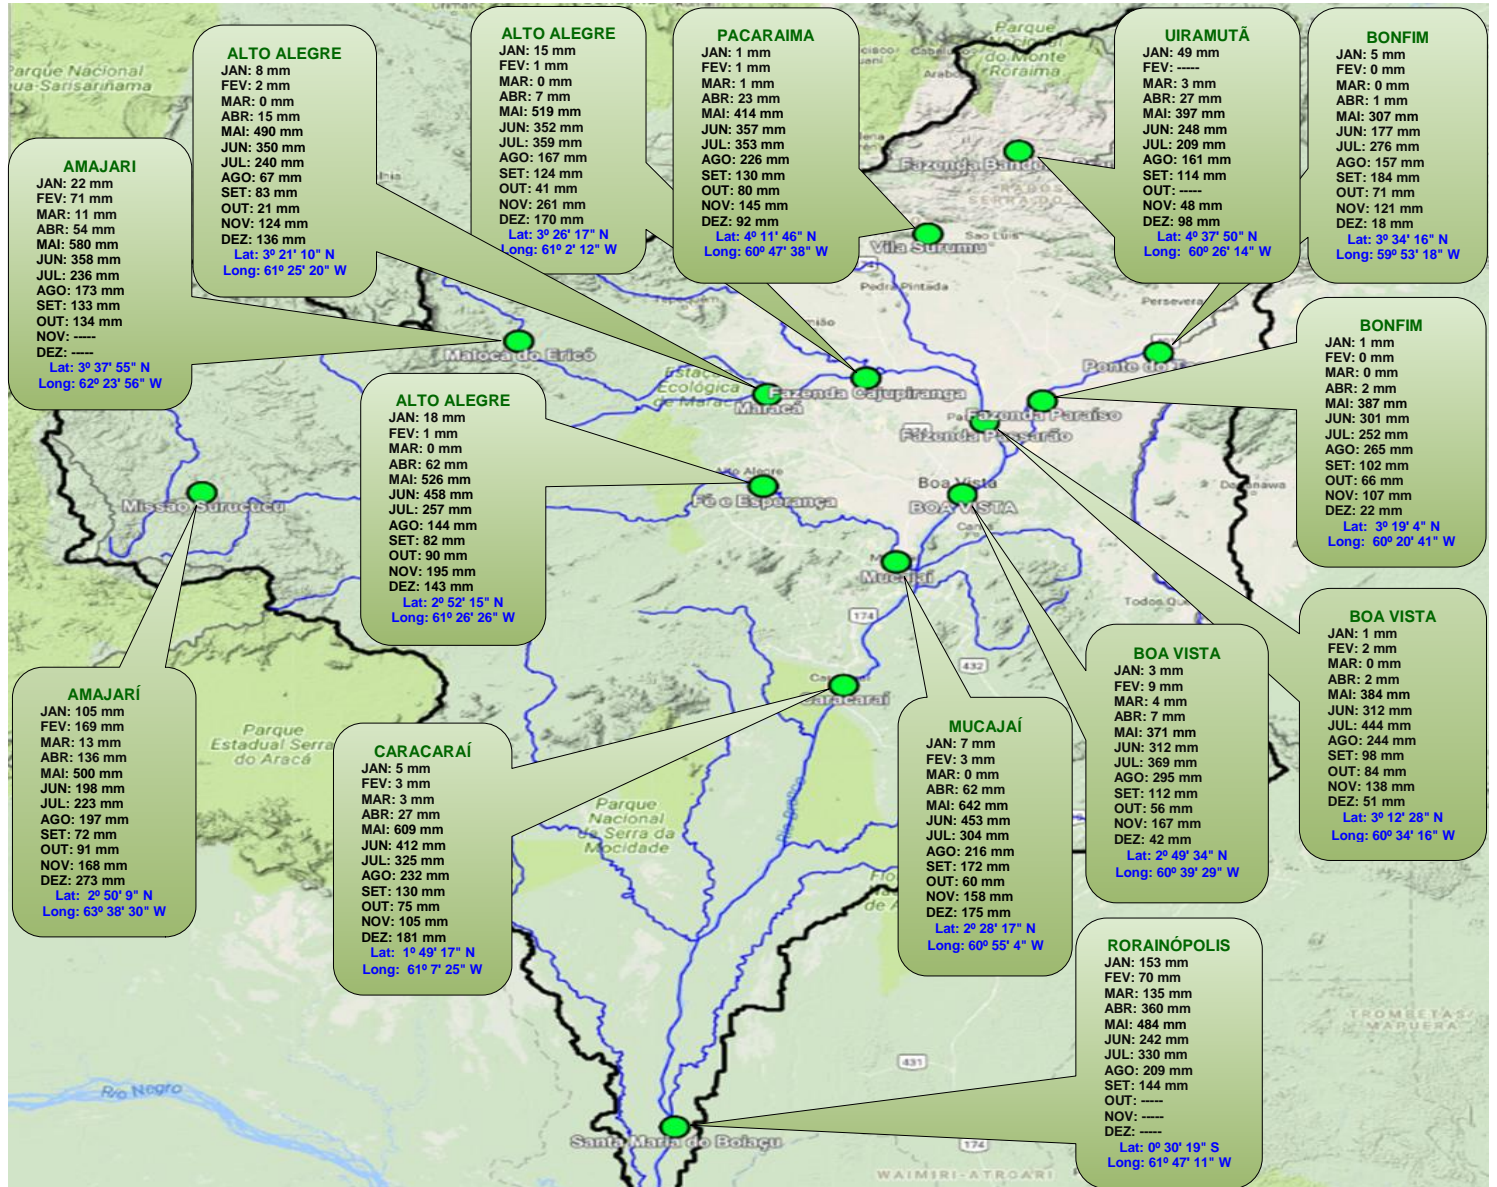 ALTO ALEGRE
JAN: 8 mm
FEV: 2 mm
MAR: 0 mm
ABR: 15 mm
MAI: 490 mm
JUN: 350 mm
JUL: 240 mm
AGO: 67 mm
SET: 83 mm
OUT: 21 mm
NOV: 124 mm
DEZ: 136 mm
Lat: 3º 21' 10" N
Long: 61º 25' 20" W
ALTO ALEGRE
JAN: 15 mm
FEV: 1 mm
MAR: 0 mm
ABR: 7 mm
MAI: 519 mm
JUN: 352 mm
JUL: 359 mm
AGO: 167 mm
SET: 124 mm
OUT: 41 mm
NOV: 261 mm
DEZ: 170 mm
Lat: 3º 26' 17" N
Long: 61º 2' 12" W
PACARAIMA
JAN: 1 mm
FEV: 1 mm
MAR: 1 mm
ABR: 23 mm
MAI: 414 mm
JUN: 357 mm
JUL: 353 mm
AGO: 226 mm
SET: 130 mm
OUT: 80 mm
NOV: 145 mm
DEZ: 92 mm
Lat: 4º 11' 46" N
Long: 60º 47' 38" W
UIRAMUTÃ
JAN: 49 mm
FEV: -----
MAR: 3 mm
ABR: 27 mm
MAI: 397 mm
JUN: 248 mm
JUL: 209 mm
AGO: 161 mm
SET: 114 mm
OUT: -----
NOV: 48 mm
DEZ: 98 mm
Lat: 4º 37' 50" N
Long: 60º 26' 14" W
BONFIM
JAN: 5 mm
FEV: 0 mm
MAR: 0 mm
ABR: 1 mm
MAI: 307 mm
JUN: 177 mm
JUL: 276 mm
AGO: 157 mm
SET: 184 mm
OUT: 71 mm
NOV: 121 mm
DEZ: 18 mm
Lat: 3º 34' 16" N
Long: 59º 53' 18" W
AMAJARI
JAN: 22 mm
FEV: 71 mm
MAR: 11 mm
ABR: 54 mm
MAI: 580 mm
JUN: 358 mm
JUL: 236 mm
AGO: 173 mm
SET: 133 mm
OUT: 134 mm
NOV: -----
DEZ: -----
Lat: 3º 37' 55" N
Long: 62º 23' 56" W
BONFIM
JAN: 1 mm
FEV: 0 mm
MAR: 0 mm
ABR: 2 mm
MAI: 387 mm
JUN: 301 mm
JUL: 252 mm
AGO: 265 mm
SET: 102 mm
OUT: 66 mm
NOV: 107 mm
DEZ: 22 mm
Lat: 3º 19' 4" N
Long: 60º 20' 41" W
ALTO ALEGRE
JAN: 18 mm
FEV: 1 mm
MAR: 0 mm
ABR: 62 mm
MAI: 526 mm
JUN: 458 mm
JUL: 257 mm
AGO: 144 mm
SET: 82 mm
OUT: 90 mm
NOV: 195 mm
DEZ: 143 mm
Lat: 2º 52' 15" N
Long: 61º 26' 26" W
BOA VISTA
JAN: 1 mm
FEV: 2 mm
MAR: 0 mm
ABR: 2 mm
MAI: 384 mm
JUN: 312 mm
JUL: 444 mm
AGO: 244 mm
SET: 98 mm
OUT: 84 mm
NOV: 138 mm
DEZ: 51 mm
Lat: 3º 12' 28" N
Long: 60º 34' 16" W
BOA VISTA
JAN: 3 mm
FEV: 9 mm
MAR: 4 mm
ABR: 7 mm
MAI: 371 mm
JUN: 312 mm
JUL: 369 mm
AGO: 295 mm
SET: 112 mm
OUT: 56 mm
NOV: 167 mm
DEZ: 42 mm
Lat: 2º 49' 34" N
Long: 60º 39' 29" W
AMAJARÍ
JAN: 105 mm
FEV: 169 mm
MAR: 13 mm
ABR: 136 mm
MAI: 500 mm
JUN: 198 mm
JUL: 223 mm
AGO: 197 mm
SET: 72 mm
OUT: 91 mm
NOV: 168 mm
DEZ: 273 mm
Lat: 2º 50' 9" N
Long: 63º 38' 30" W
CARACARAÍ
JAN: 5 mm
FEV: 3 mm
MAR: 3 mm
ABR: 27 mm
MAI: 609 mm
JUN: 412 mm
JUL: 325 mm
AGO: 232 mm
SET: 130 mm
OUT: 75 mm
NOV: 105 mm
DEZ: 181 mm
Lat: 1º 49' 17" N
Long: 61º 7' 25" W
MUCAJAÍ
JAN: 7 mm
FEV: 3 mm
MAR: 0 mm
ABR: 62 mm
MAI: 642 mm
JUN: 453 mm
JUL: 304 mm
AGO: 216 mm
SET: 172 mm
OUT: 60 mm
NOV: 158 mm
DEZ: 175 mm
Lat: 2º 28' 17" N
Long: 60º 55' 4" W
RORAINÓPOLIS
JAN: 153 mm
FEV: 70 mm
MAR: 135 mm
ABR: 360 mm
MAI: 484 mm
JUN: 242 mm
JUL: 330 mm
AGO: 209 mm
SET: 144 mm
OUT: -----
NOV: -----
DEZ: -----
Lat: 0º 30' 19" S
Long: 61º 47' 11" W
Parque Nacional
Parque
do Monte
Roraima
Vila Surumu
Sao Luis
Pedra Pintada
Maloca do Ericó
Ecológica
Maracá
Fazenda Cajupiranga
Ponte do
Fazenda Paraíso
Fazenda Passarão
Missão Surucucu
Alegre
Fé e Esperança
Boa Vista
BOA VISTA
Mucajaí
174
432
Caracaraí
Parque
Estadual Serra
do Aracá
Parque
Nacional
da Serra da
Mocidade
Rio Branco
Rio Negro
431
174
Santa Maria do Boiaçu
TROMBETAS/
MAPUERA
WAIMIRI-ATROARI